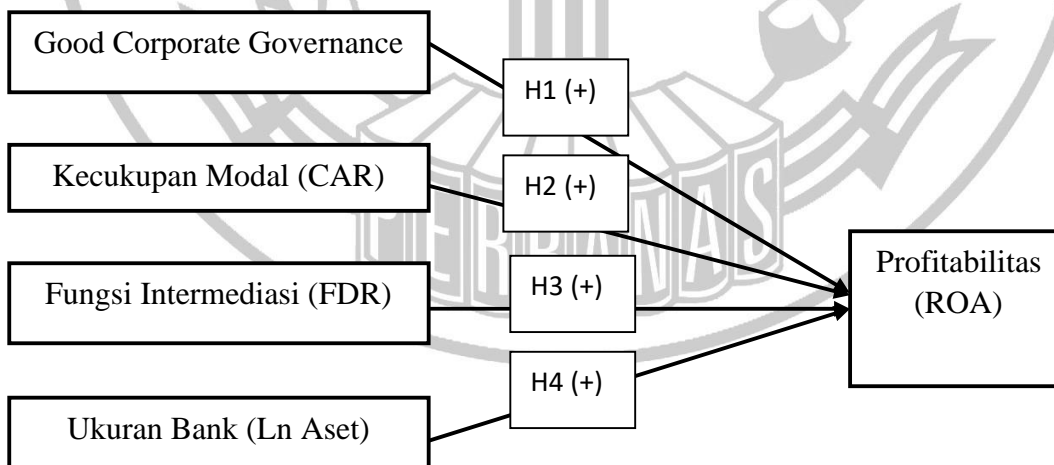 Good Corporate Governance
H1 (+)
Kecukupan Modal (CAR)
H2 (+)
PERBANAS
Profitabilitas
(ROA)
Fungsi Intermediasi (FDR)
H3 (+)
H4 (+)
Ukuran Bank (Ln Aset)